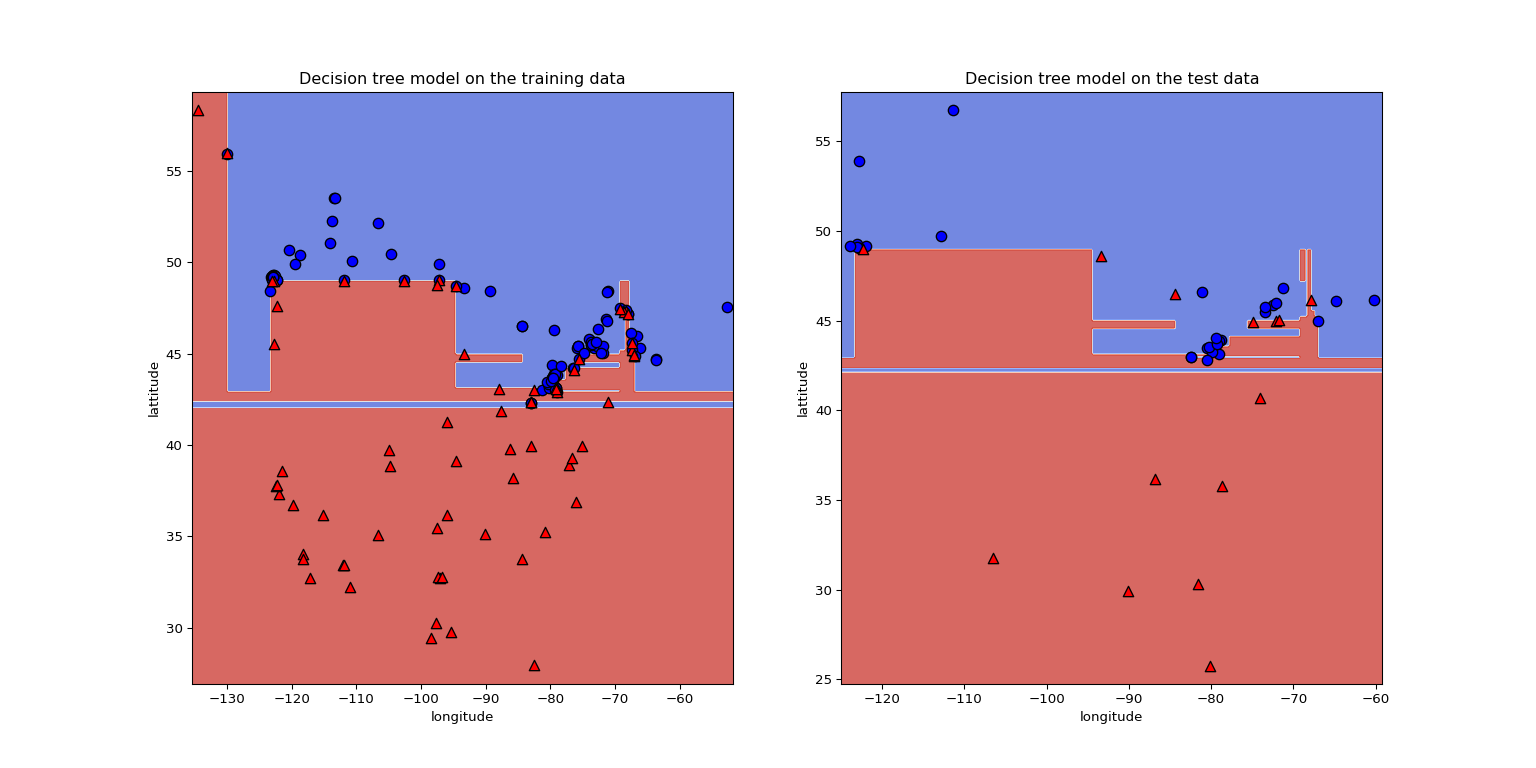 Decision tree model on the training data
55
50
45
40
35
30
lattitude
−130 −120 −110 −100 −90 −80 −70 −60
longitude
Decision tree model on the test data
55
50
45
40
35
30
25
lattitude
−120 −110 −100 −90 −80 −70 −60
longitude